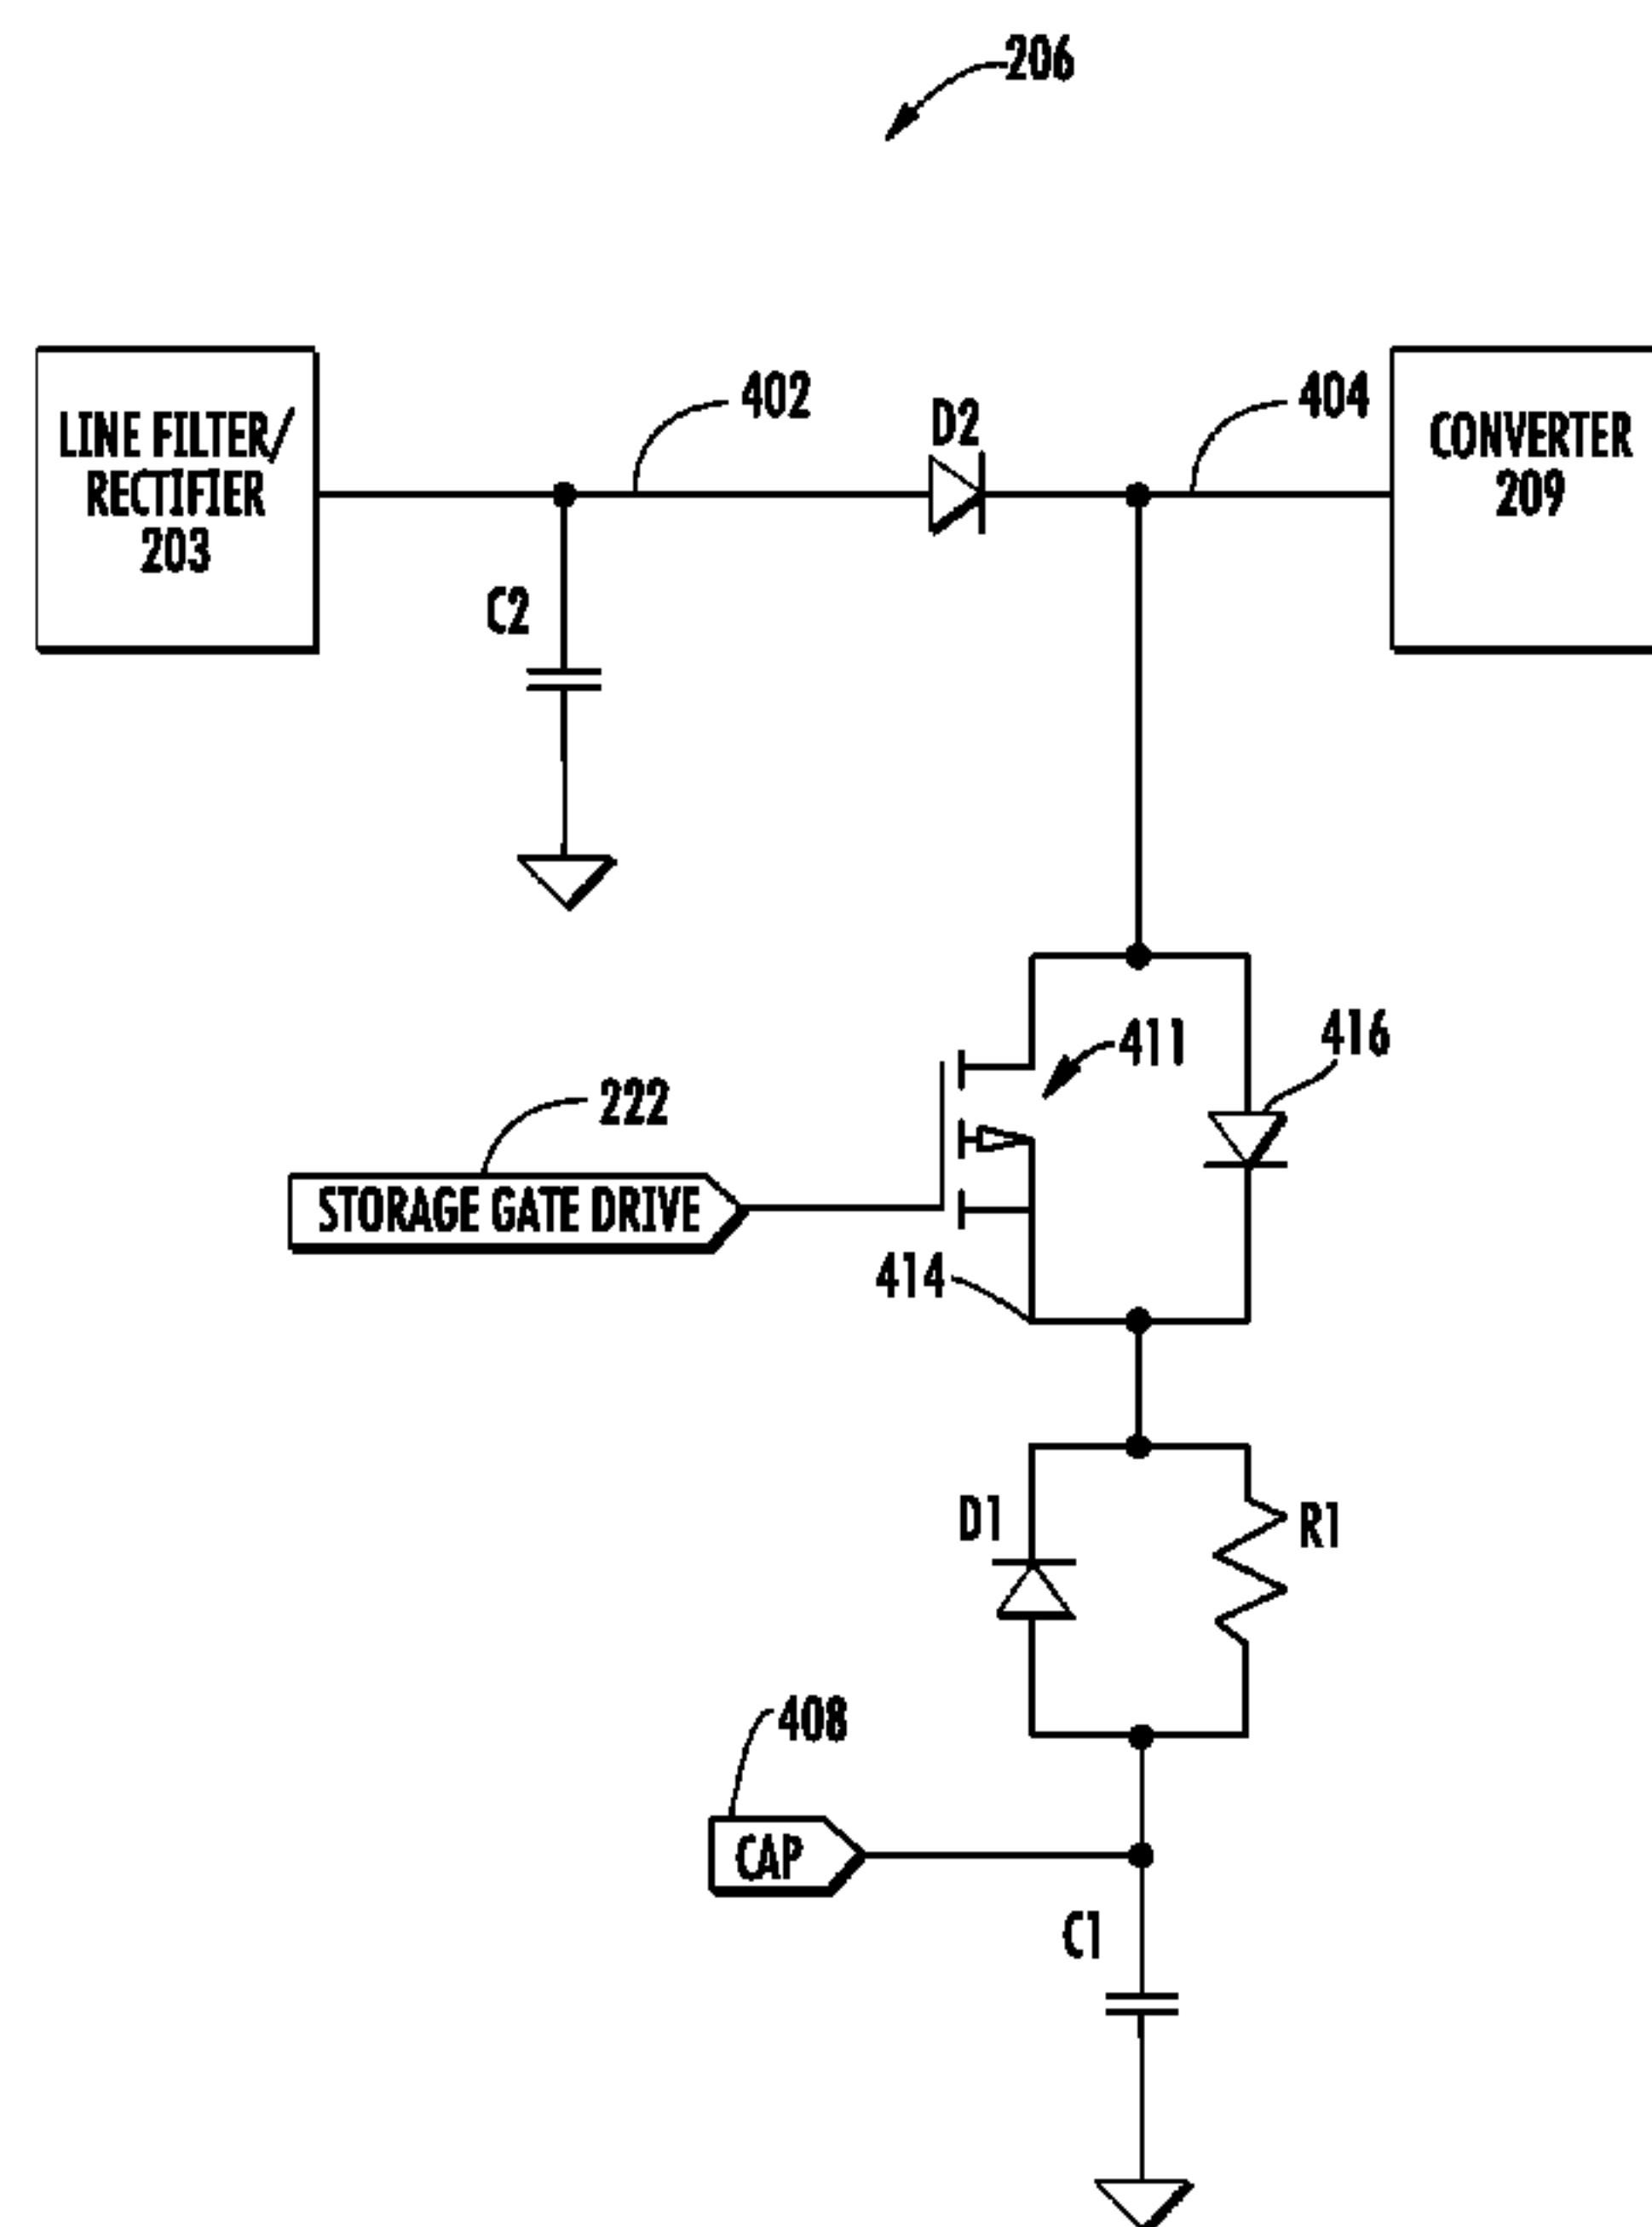 206
LINE FILTER/
RECTIFIER
203
402
D2
404
CONVERTER
209
C2
411
416
222
STORAGE GATE DRIVE
414
D1
R1
408
CAP
C1